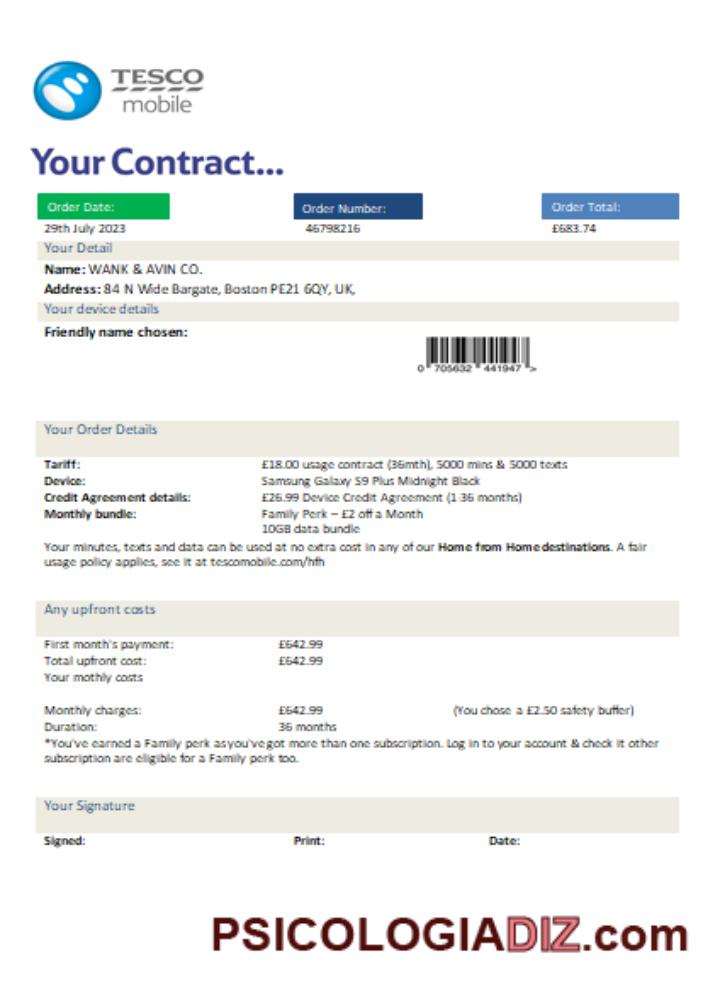 TESCO
mobile
Your Contract...
Order Date: Order Number: Order Total:
29th July 2023 46798216 £683.74
Your Detail
Name: WANK & AVIN CO.
Address: 84 N Wide Bargate, Boston PE21 6QY, UK,
Your device details
Friendly name chosen:
0 705632 441947 >
Your Order Details
Tariff: £18.00 usage contract (36mth), 5000 mins & 5000 texts
Device: Samsung Galaxy S9 Plus Midnight Black
Credit Agreement details: £26.99 Device Credit Agreement (1 36 months)
Monthly bundle: Family Perk – £2 off a Month
10GB data bundle
Your minutes, texts and data can be used at no extra cost in any of our Home from Home destinations. A fair
usage policy applies, see it at tescomobile.com/hfh
Any upfront costs
First month's payment: £642.99
Total upfront cost: £642.99
Your mothly costs
Monthly charges: £642.99 (You chose a £2.50 safety buffer)
Duration: 36 months
*You've earned a Family perk as you've got more than one subscription. Log in to your account & check it other
subscription are eligible for a Family perk too.
Your Signature
Signed: Print: Date:
PSICOLOGIADIZ.com